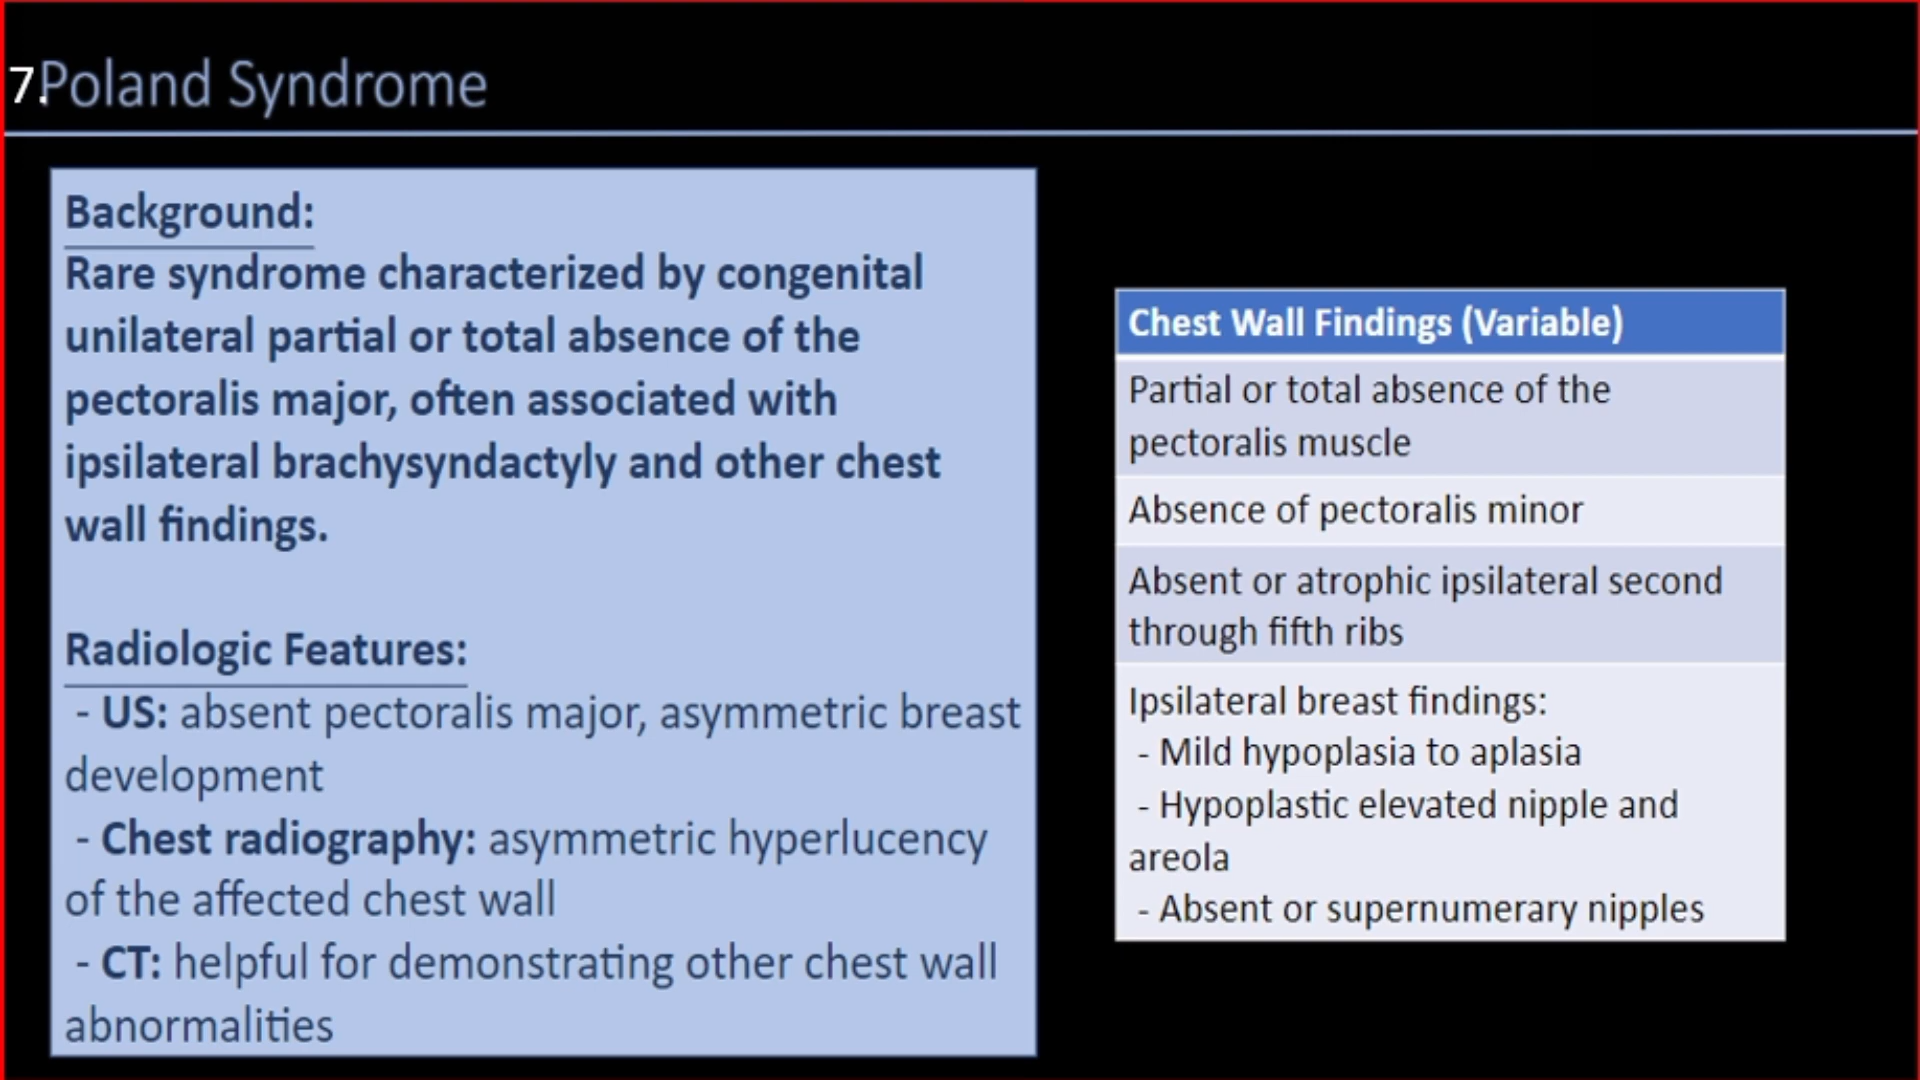 7.Poland Syndrome
Background:
Rare syndrome characterized by congenital
unilateral partial or total absence of the
pectoralis major, often associated with
ipsilateral brachysyndactyly and other chest
wall findings.
Radiologic Features:
- US: absent pectoralis major, asymmetric breast
development
- Chest radiography: asymmetric hyperlucency
of the affected chest wall
- CT: helpful for demonstrating other chest wall
abnormalities
Chest Wall Findings (Variable)
Partial or total absence of the
pectoralis muscle
Absence of pectoralis minor
Absent or atrophic ipsilateral second
through fifth ribs
Ipsilateral breast findings:
- Mild hypoplasia to aplasia
- Hypoplastic elevated nipple and
areola
- Absent or supernumerary nipples